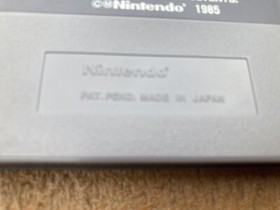 ©Ⓜ Nintendo® 1985
Nintendo®
PAT. PEND. MADE IN JAPAN